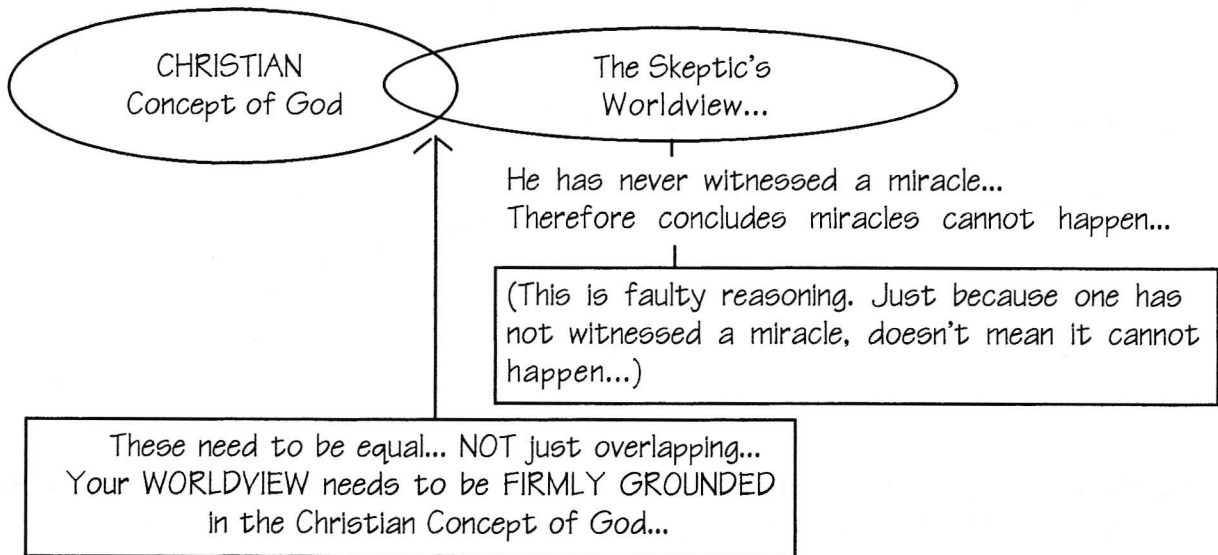 CHRISTIAN
Concept of God
The Skeptic's
Worldview...
He has never witnessed a miracle...
Therefore concludes miracles cannot happen...
(This is faulty reasoning. Just because one has
not witnessed a miracle, doesn't mean it cannot
happen...)
These need to be equal... NOT just overlapping...
Your WORLDVIEW needs to be FIRMLY GROUNDED
in the Christian Concept of God...